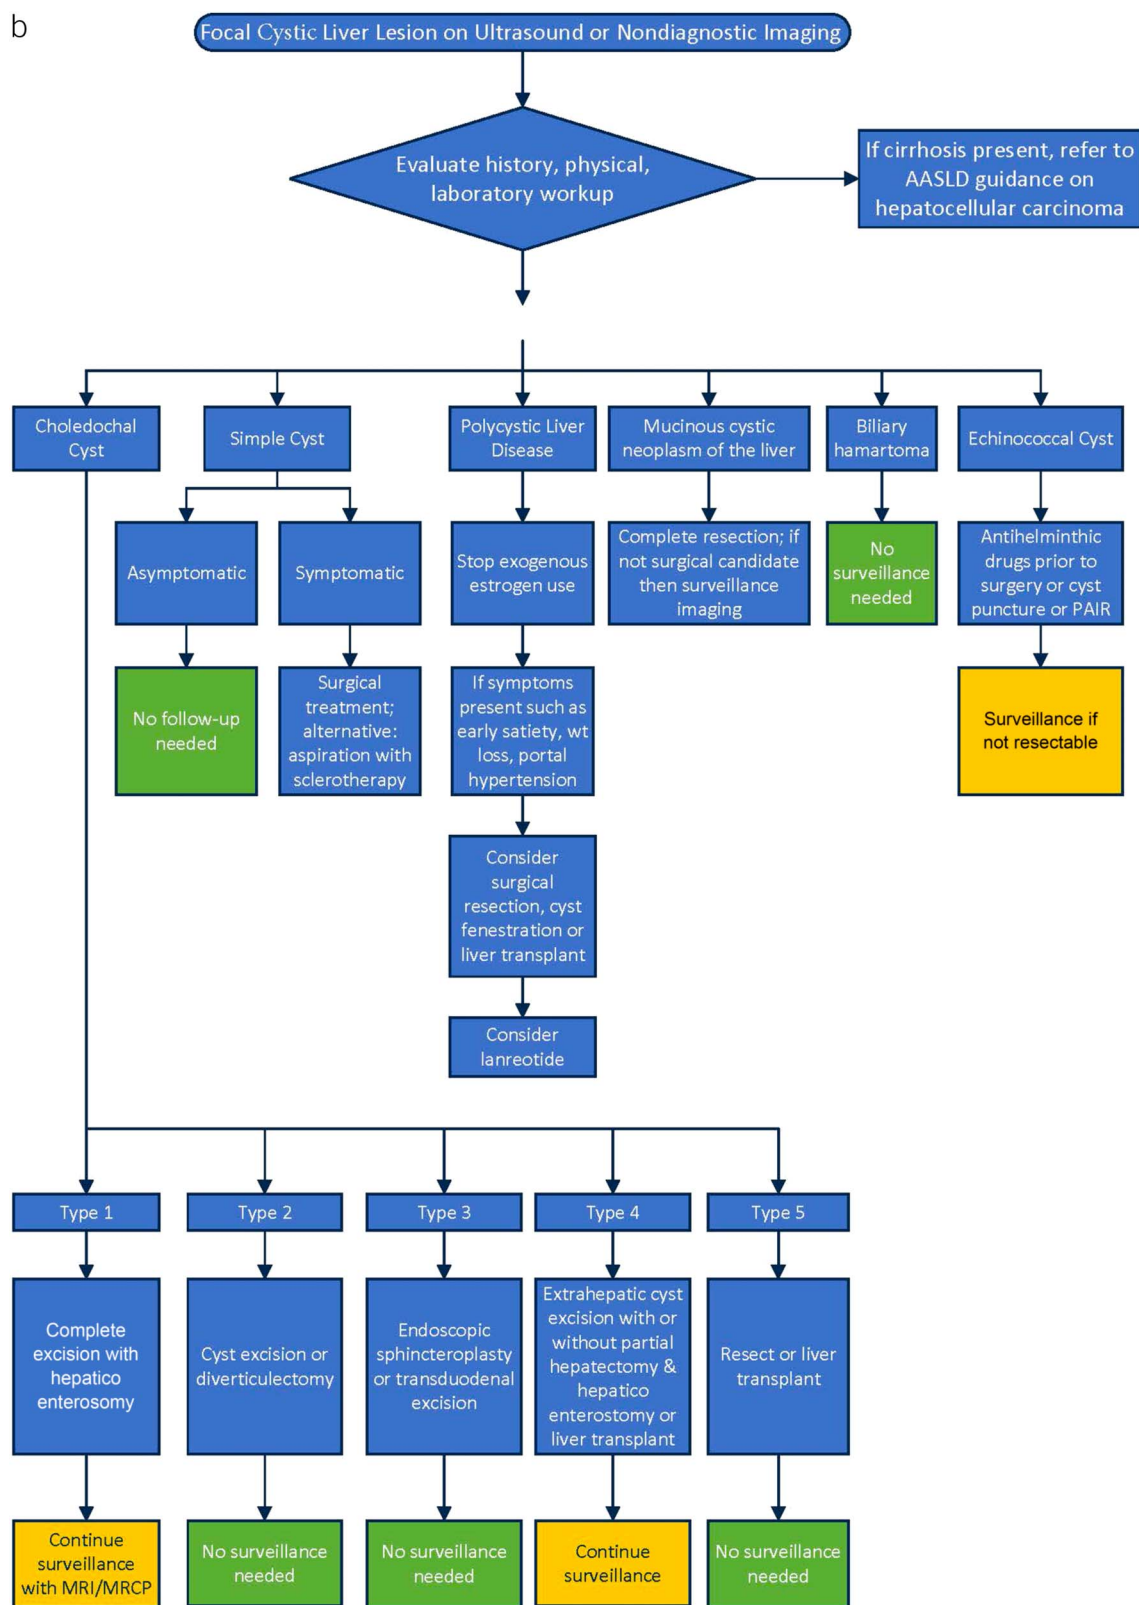 b
Focal Cystic Liver Lesion on Ultrasound or Nondiagnostic Imaging
Evaluate history, physical,
laboratory workup
If cirrhosis present, refer to
AASLD guidance on
hepatocellular carcinoma
Choledochal
Cyst
Simple Cyst
Polycystic Liver
Disease
Mucinous cystic
neoplasm of the liver
Biliary
hamartoma
Echinococcal Cyst
Asymptomatic
Symptomatic
Stop exogenous
estrogen use
Complete resection; if
not surgical candidate
then surveillance
imaging
No
surveillance
needed
Antihelminthic
drugs prior to
surgery or cyst
puncture or PAIR
No follow-up
needed
Surgical
treatment;
alternative:
aspiration with
sclerotherapy
If symptoms
present such as
early satiety, wt
loss, portal
hypertension
Surveillance if
not resectable
Consider
surgical
resection, cyst
fenestration or
liver transplant
Consider
lanreotide
Type 1
Type 2
Type 3
Type 4
Type 5
Complete
excision with
hepatico
enterosomy
Cyst excision or
diverticulectomy
Endoscopic
sphincteroplasty
or transduodenal
excision
Extrahepatic cyst
excision with or
without partial
hepatectomy &
hepatico
enterostomy or
liver transplant
Resect or liver
transplant
Continue
surveillance
with MRI/MRCP
No surveillance
needed
No surveillance
needed
Continue
surveillance
No surveillance
needed